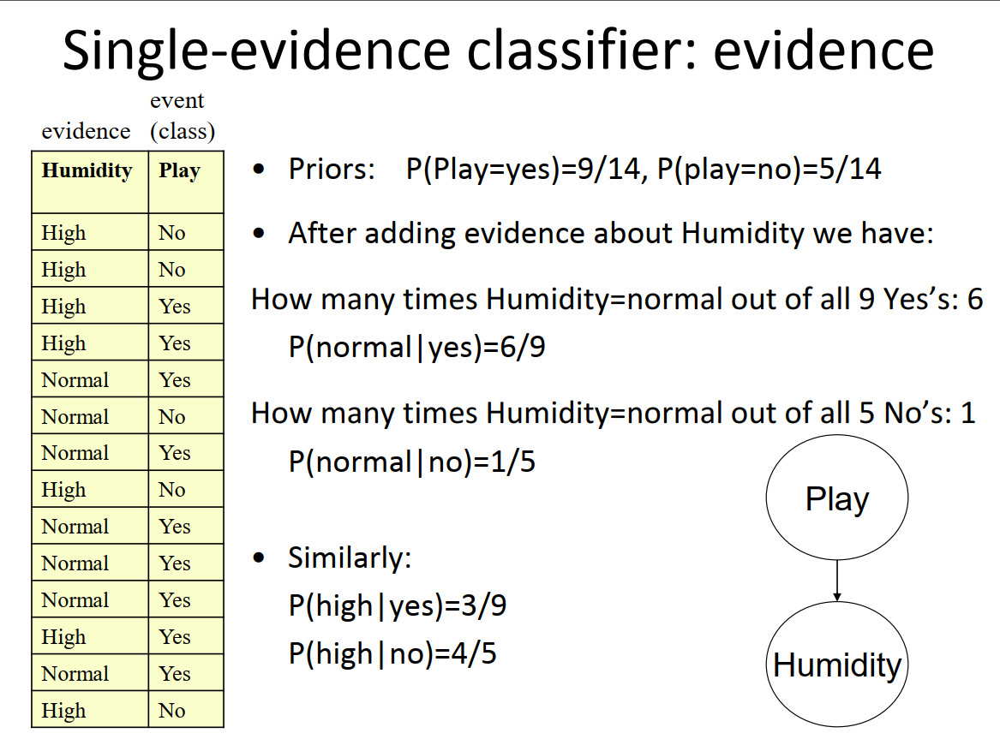 Single-evidence classifier: evidence
event
evidence (class)
Humidity Play
High No
High No
High Yes
High Yes
Normal Yes
Normal No
Normal Yes
High No
Normal Yes
Normal Yes
Normal Yes
High Yes
Normal Yes
High No
• Priors: P(Play=yes)=9/14, P(play=no)=5/14
• After adding evidence about Humidity we have:
How many times Humidity=normal out of all 9 Yes’s: 6
P(normal|yes)=6/9
How many times Humidity=normal out of all 5 No’s: 1
P(normal|no)=1/5
• Similarly:
P(high|yes)=3/9
P(high|no)=4/5
Play
Humidity